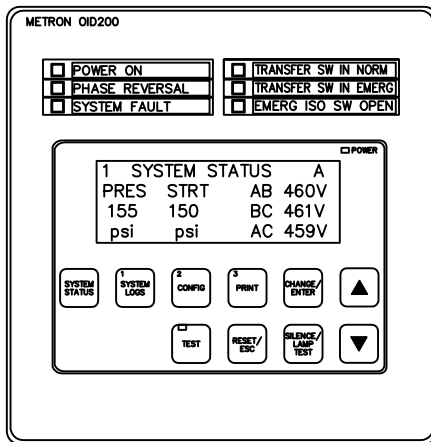 METRON OID200
POWER ON
PHASE REVERSAL
SYSTEM FAULT
TRANSFER SW IN NORM
TRANSFER SW IN EMERG
EMERG ISO SW OPEN
POWER
1 SYSTEM STATUS A
PRES STRT AB 460V
155 150 BC 461V
psi psi AC 459V
SYSTEM STATUS
1 SYSTEM LOGS
2 CONFIG
3 PRINT
CHANGE/ ENTER
TEST
RESET/ ESC
SILENCE/ LAMP TEST